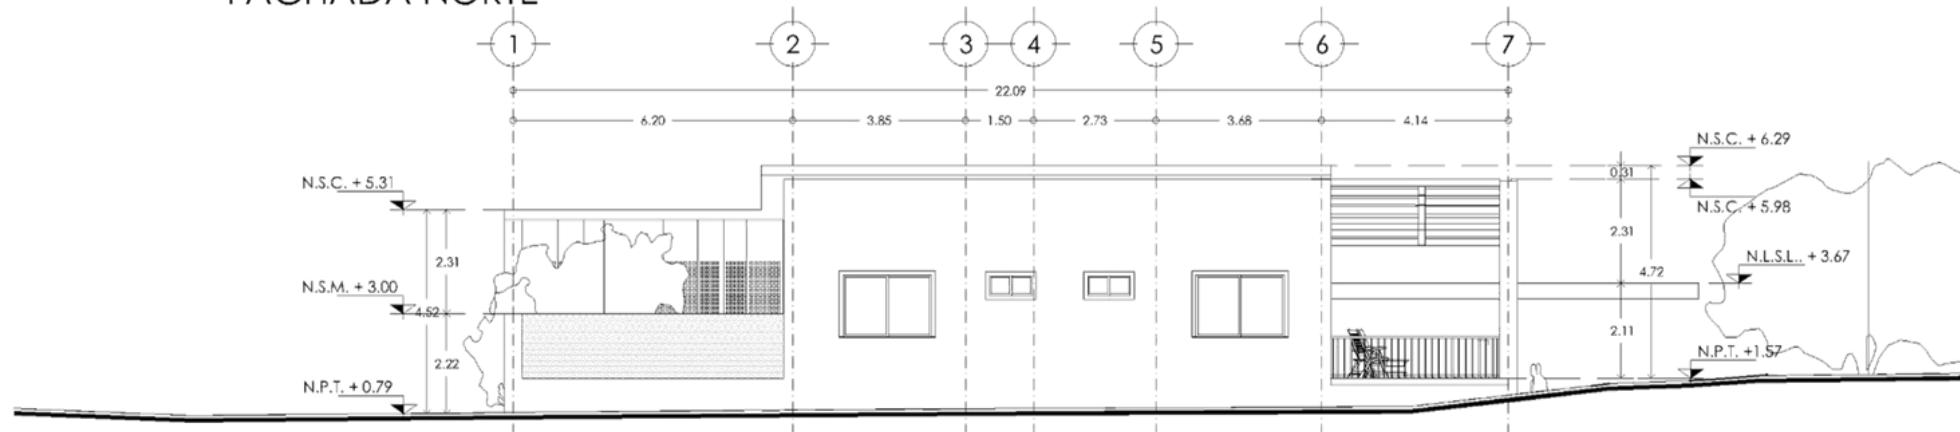 FACHADA NORTE
1 2 3 4 5 6 7
22.09
6.20 3.85 1.50 2.73 3.68 4.14
N.S.C. + 6.29
0.31
N.S.C. + 5.31
N.S.C. + 5.98
2.31
2.31
N.L.S.L.. + 3.67
4.72
N.S.M. + 3.00
4.52
2.11
N.P.T. +1.57
2.22
N.P.T. + 0.79